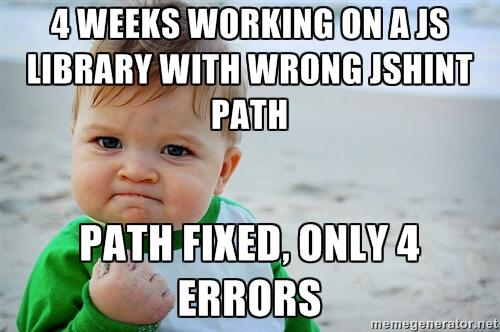 4 WEEKS WORKING ON A JS
LIBRARY WITH WRONG JSHINT
PATH
PATH FIXED, ONLY 4
ERRORS
memegenerator.net